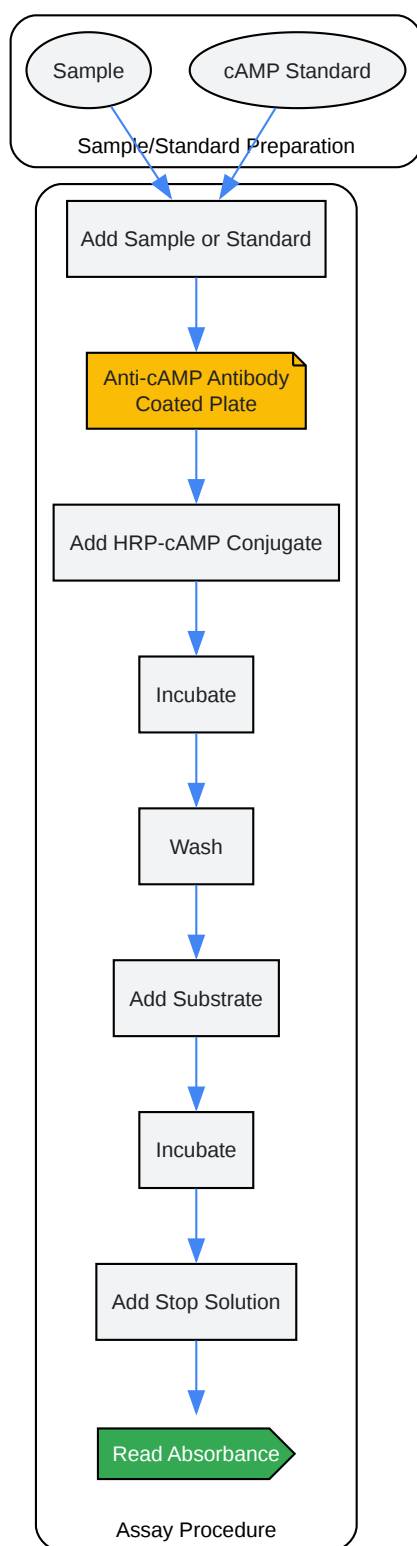 Sample
cAMP Standard
Sample/Standard Preparation
Add Sample or Standard
Anti-cAMP Antibody
Coated Plate
Add HRP-cAMP Conjugate
Incubate
Wash
Add Substrate
Incubate
Add Stop Solution
Read Absorbance
Assay Procedure